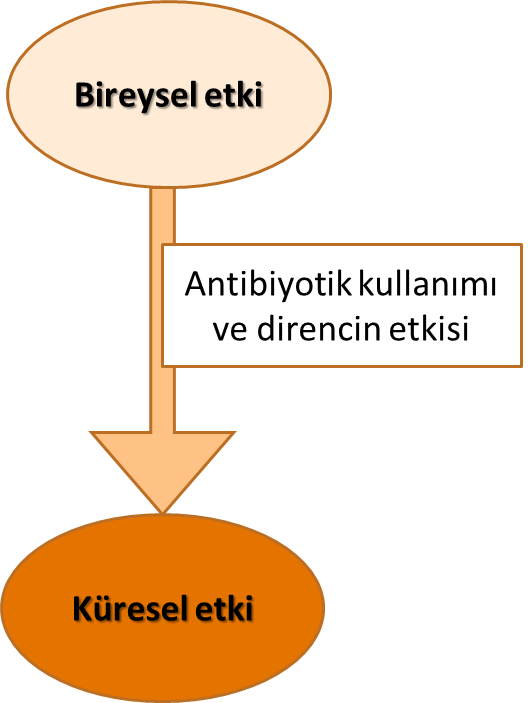 Bireysel etki
Antibiyotik kullanımı
ve direncin etkisi
Küresel etki